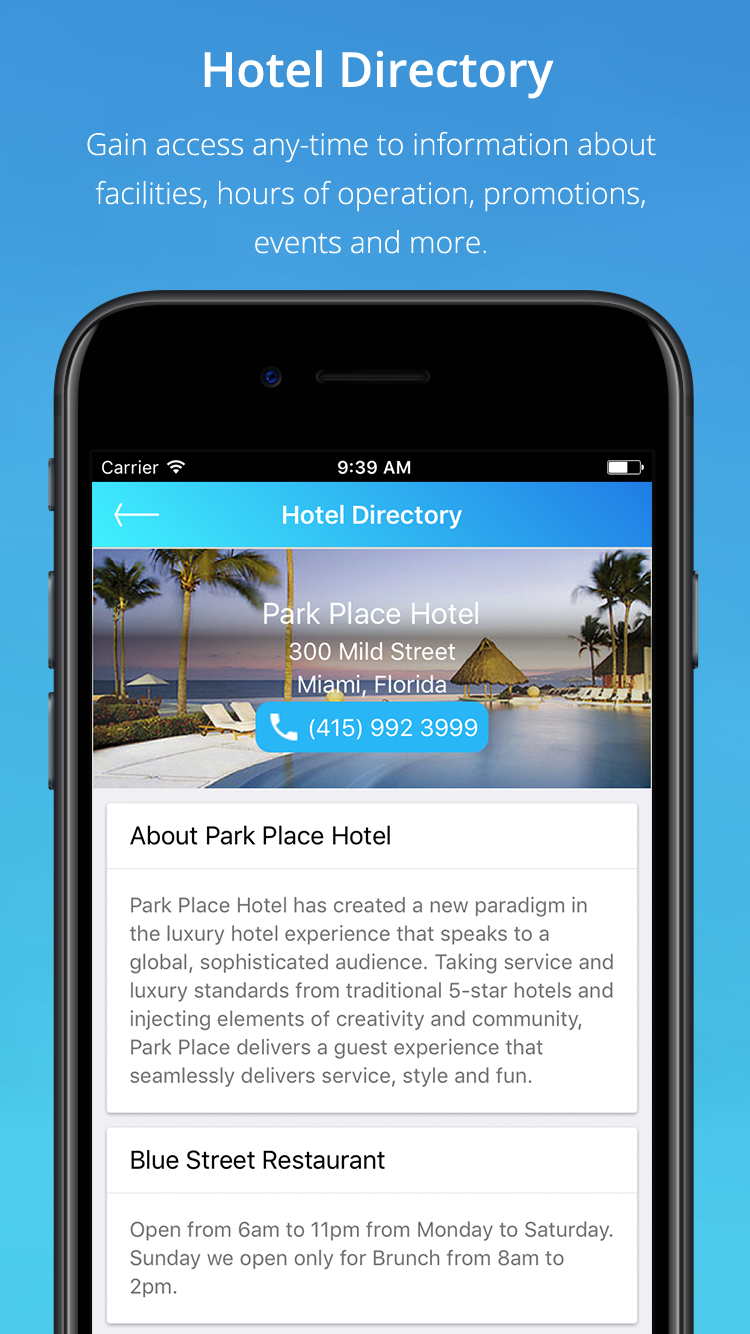 Hotel Directory
Gain access any-time to information about
facilities, hours of operation, promotions,
events and more.
Carrier
9:39 AM
Hotel Directory
Park Place Hotel
300 Mild Street
Miami, Florida
(415) 992 3999
About Park Place Hotel
Park Place Hotel has created a new paradigm in
the luxury hotel experience that speaks to a
global, sophisticated audience. Taking service and
luxury standards from traditional 5-star hotels and
injecting elements of creativity and community,
Park Place delivers a guest experience that
seamlessly delivers service, style and fun.
Blue Street Restaurant
Open from 6am to 11pm from Monday to Saturday.
Sunday we open only for Brunch from 8am to
2pm.